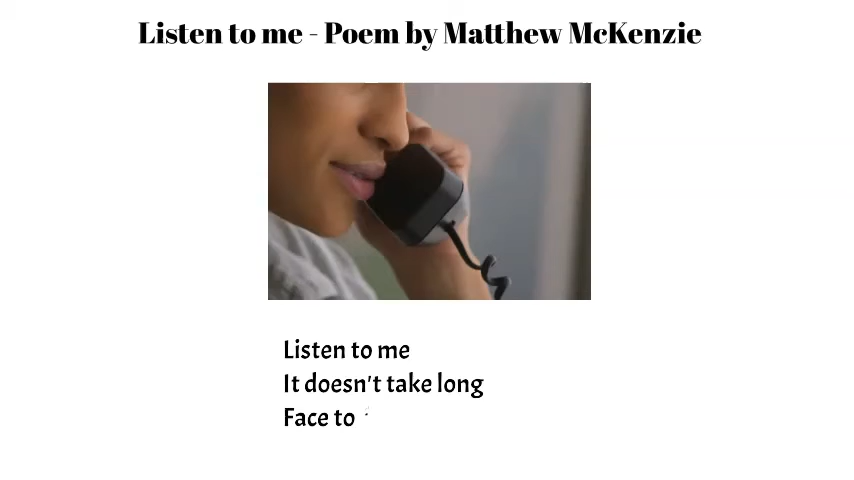 Listen to me - Poem by Matthew McKenzie
Listen to me
It doesn't take long
Face to